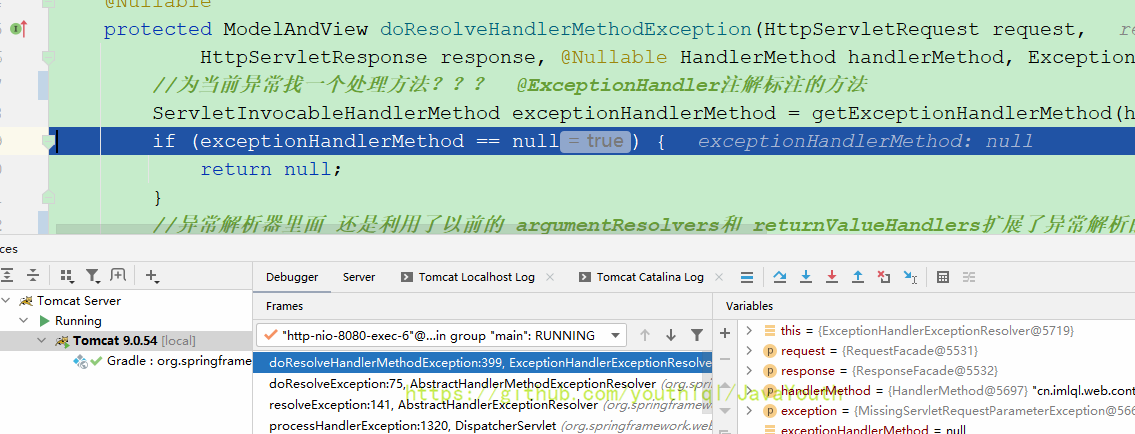 @Nullable
protected ModelAndView doResolveHandlerMethodException(HttpServletRequest request,
HttpServletResponse response, @Nullable HandlerMethod handlerMethod, Exception
//为当前异常找一个处理方法？？？ @ExceptionHandler注解标注的方法
ServletInvocableHandlerMethod exceptionHandlerMethod = getExceptionHandlerMethod(h
if (exceptionHandlerMethod == null = true ) { exceptionHandlerMethod: null
return null;
}
//异常解析器里面 还是利用了以前的 argumentResolvers和 returnValueHandlers扩展了异常解析
ces
Debugger Server Tomcat Localhost Log Tomcat Catalina Log
Tomcat Server
Running
Tomcat 9.0.54 [local]
Gradle : org.springframe
Frames
"http-nio-8080-exec-6"@...in group "main": RUNNING
doResolveHandlerMethodException:399, ExceptionHandlerExceptionResolve
doResolveException:75, AbstractHandlerMethodExceptionResolver (org.sp
resolveException:141, AbstractHandlerExceptionResolver (org.springframew
processHandlerException:1320, DispatcherServlet (org.springframework.web
Variables
this = {ExceptionHandlerExceptionResolver@5719}
request = {RequestFacade@5531}
response = {ResponseFacade@5532}
handlerMethod = {HandlerMethod@5697} "cn.imlql.web.cont
exception = {MissingServletRequestParameterException@566
exceptionHandlerMethod = null
https://github.com/youthlql/JavaYouth